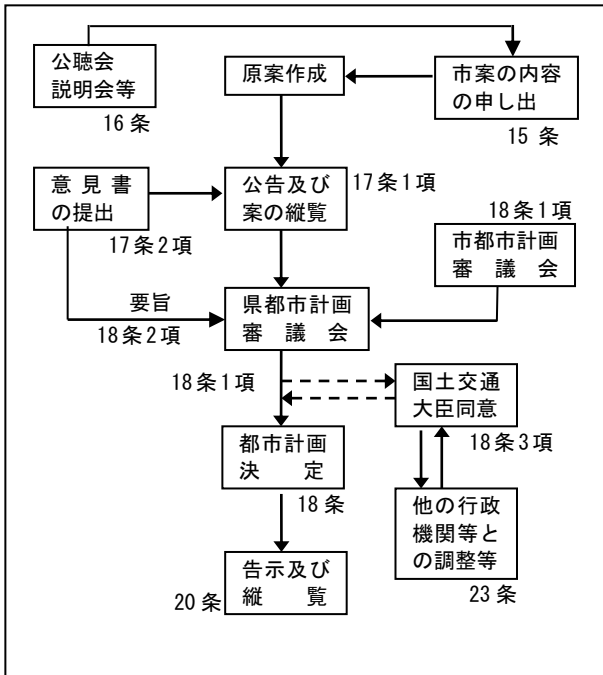 公聴会
説明会等
16条
原案作成
市案の内容
の申し出
15 条
意見書
の提出
17条2項
公告及び
案の縦覧
17条1項
18条1項
市都市計画
審議会
要旨
18条2項
県都市計画
審議会
18条1項
国土交通
大臣同意
18条3項
都市計画
決定
18条
他の行政
機関等と
の調整等
23条
告示及び
縦覧
20条